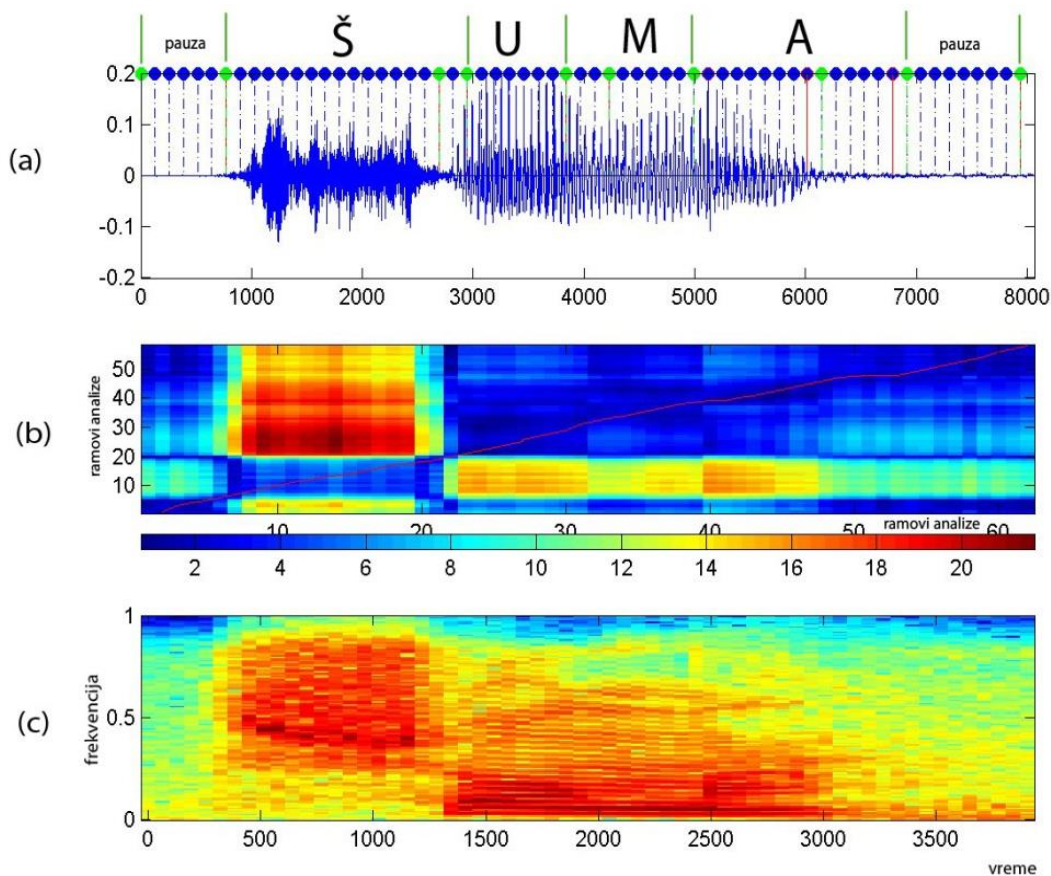 pauza Š U M A pauza
(a)
0.2
0.1
0
-0.1
-0.2
0 1000 2000 3000 4000 5000 6000 7000 8000
(b)
ramovi analize
50
40
30
20
10
10 20 30 40 50 60
ramovi analize
2 4 6 8 10 12 14 16 18 20
(c)
frekvencija
1
0.5
0
0 500 1000 1500 2000 2500 3000 3500
vreme